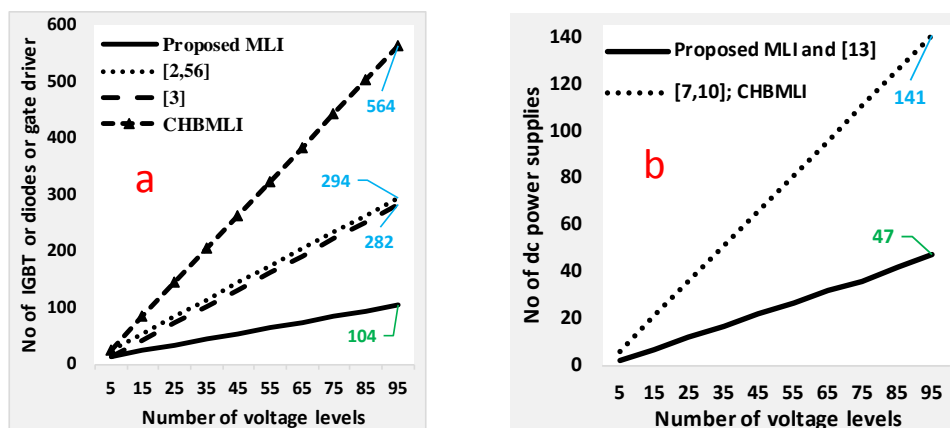 600
500
400
300
200
100
0
No of IGBT or diodes or gate driver
Proposed MLI
[2,56]
[3]
CHBMLI
a
564
294
282
104
5 15 25 35 45 55 65 75 85 95
Number of voltage levels
140
120
100
80
60
40
20
0
No of dc power supplies
Proposed MLI and [13]
[7,10]; CHBMLI
b
141
47
5 15 25 35 45 55 65 75 85 95
Number of voltage levels